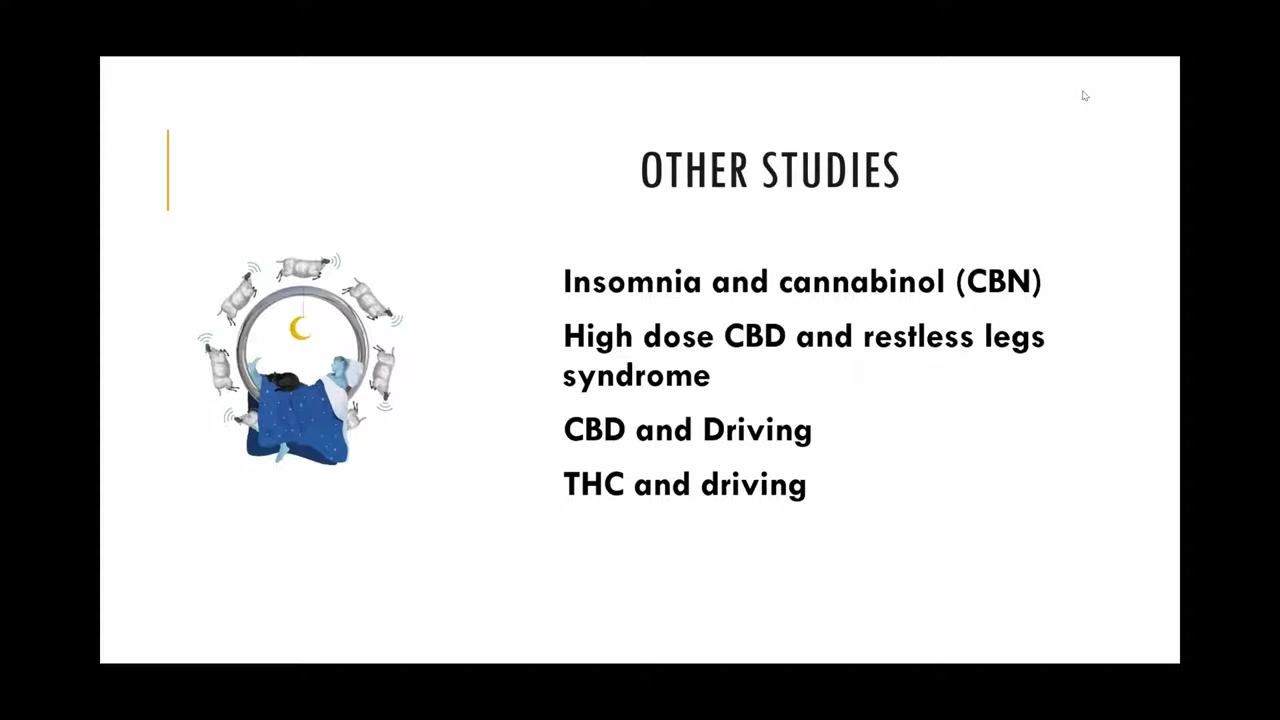 OTHER STUDIES
Insomnia and cannabinol (CBN)
High dose CBD and restless legs
syndrome
CBD and Driving
THC and driving